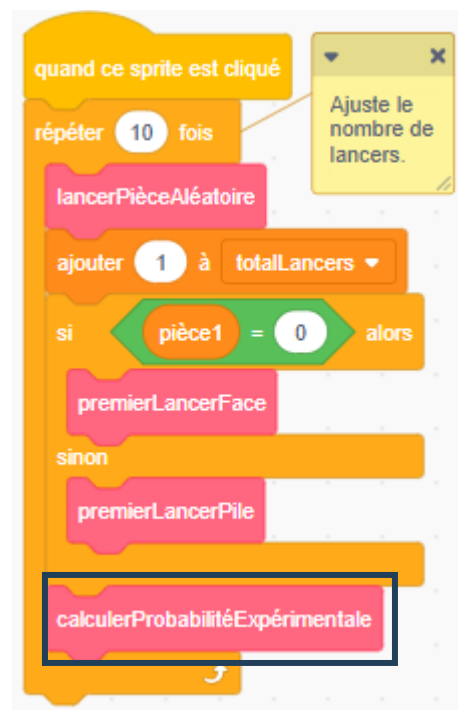 quand ce sprite est cliqué
Ajuste le
nombre de
lancers.
répéter 10 fois
lancerPièceAléatoire
ajouter 1 à totalLancers
si pièce1 = 0 alors
premierLancerFace
sinon
premierLancerPile
calculerProbabilitéExpérimentale